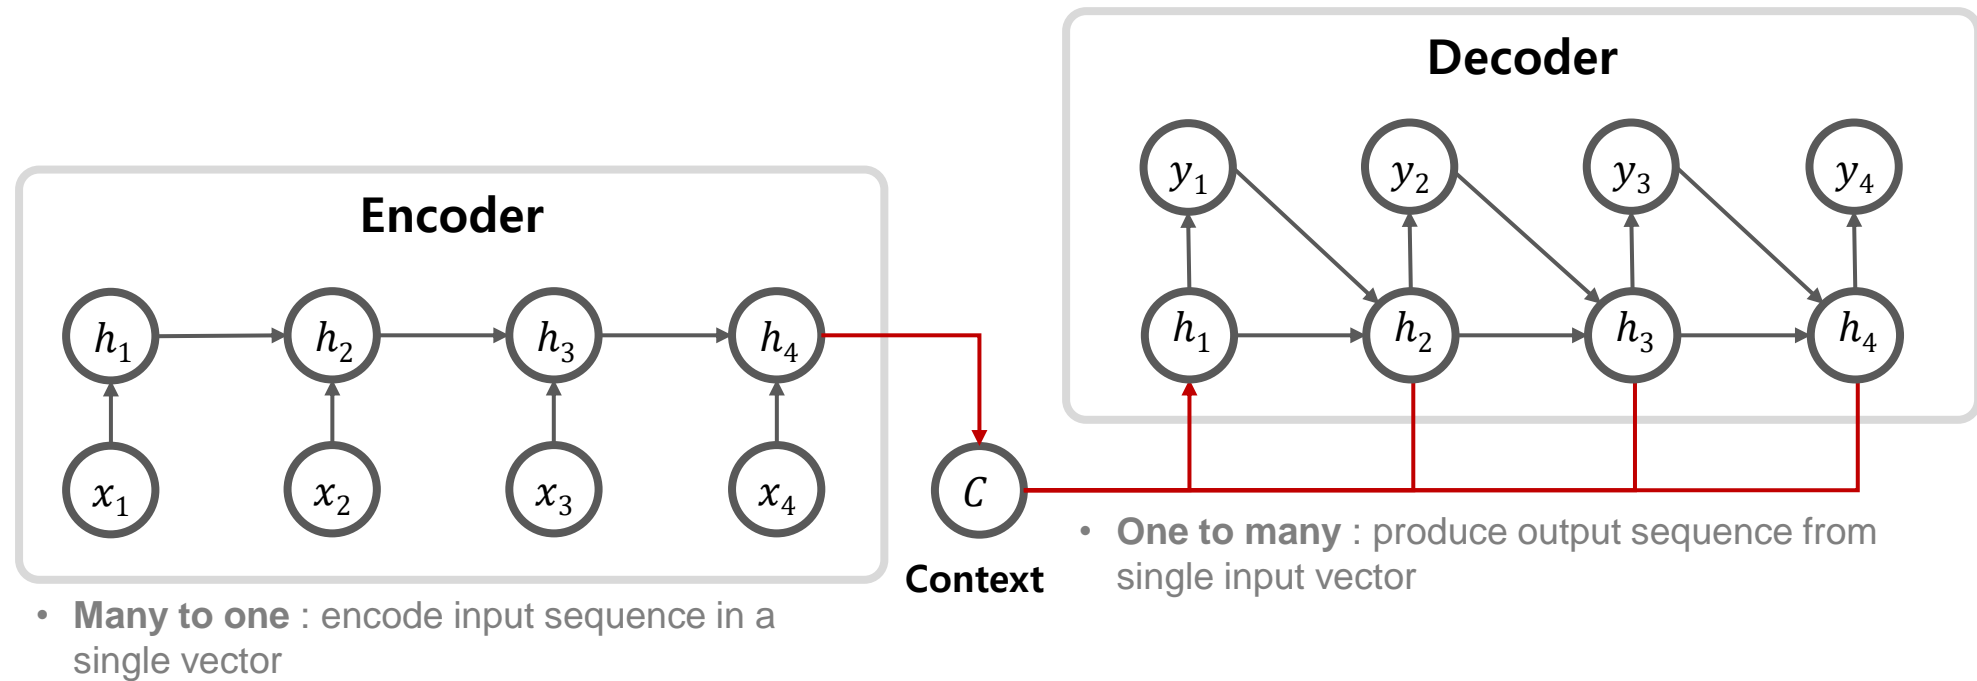 Decoder
y₁ y₂ y₃ y₄
h₁ h₂ h₃ h₄
Encoder
h₁ h₂ h₃ h₄
x₁ x₂ x₃ x₄
C
Context
• One to many : produce output sequence from
single input vector
• Many to one : encode input sequence in a
single vector